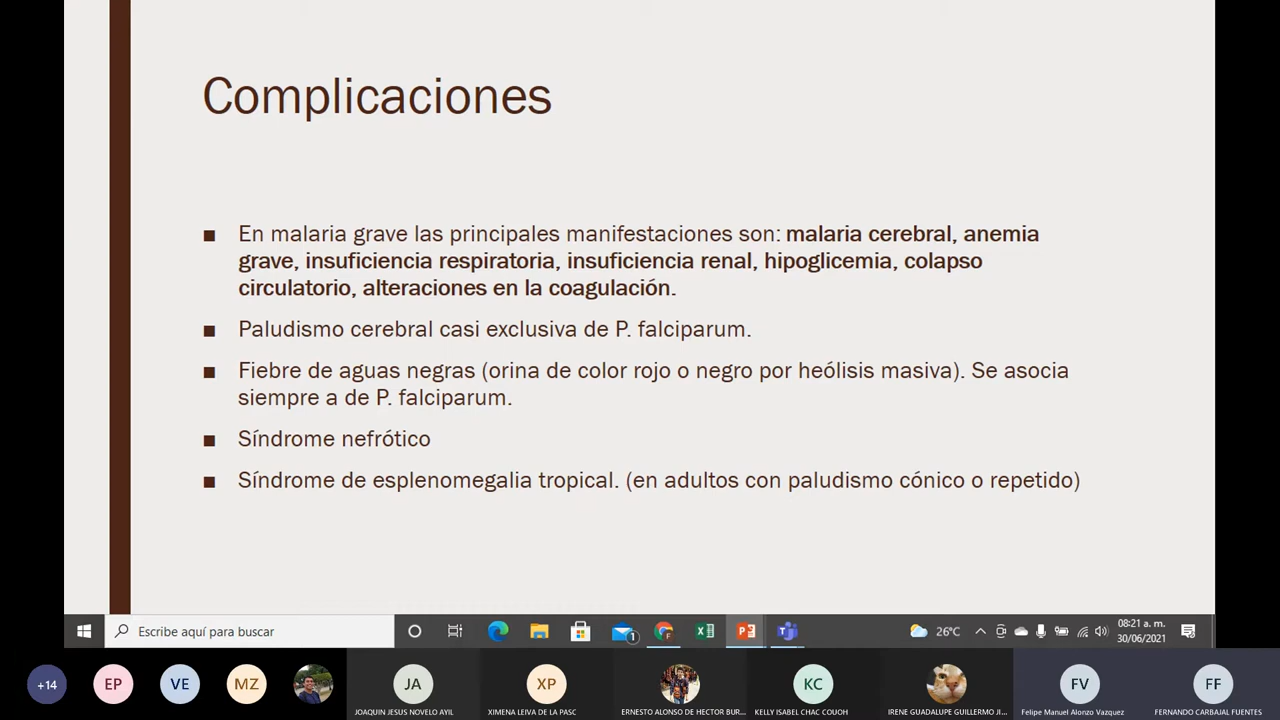 Complicaciones
■ En malaria grave las principales manifestaciones son: malaria cerebral, anemia
grave, insuficiencia respiratoria, insuficiencia renal, hipoglicemia, colapso
circulatorio, alteraciones en la coagulación.
■ Paludismo cerebral casi exclusiva de P. falciparum.
■ Fiebre de aguas negras (orina de color rojo o negro por heólisis masiva). Se asocia
siempre a de P. falciparum.
■ Síndrome nefrótico
■ Síndrome de esplenomegalia tropical. (en adultos con paludismo cónico o repetido)
Escribe aquí para buscar
1
26°C
08:21 a. m.
30/06/2021
+14
EP
VE
MZ
JA
XP
KC
FV
FF
JOAQUIN JESUS NOVELO AYIL
XIMENA LEIVA DE LA PASC
ERNESTO ALONSO DE HECTOR BUR...
KELLY ISABEL CHAC COUOH
IRENE GUADALUPE GUILLERMO JI...
Felipe Manuel Alonzo Vazquez
FERNANDO CARBAJAL FUENTES